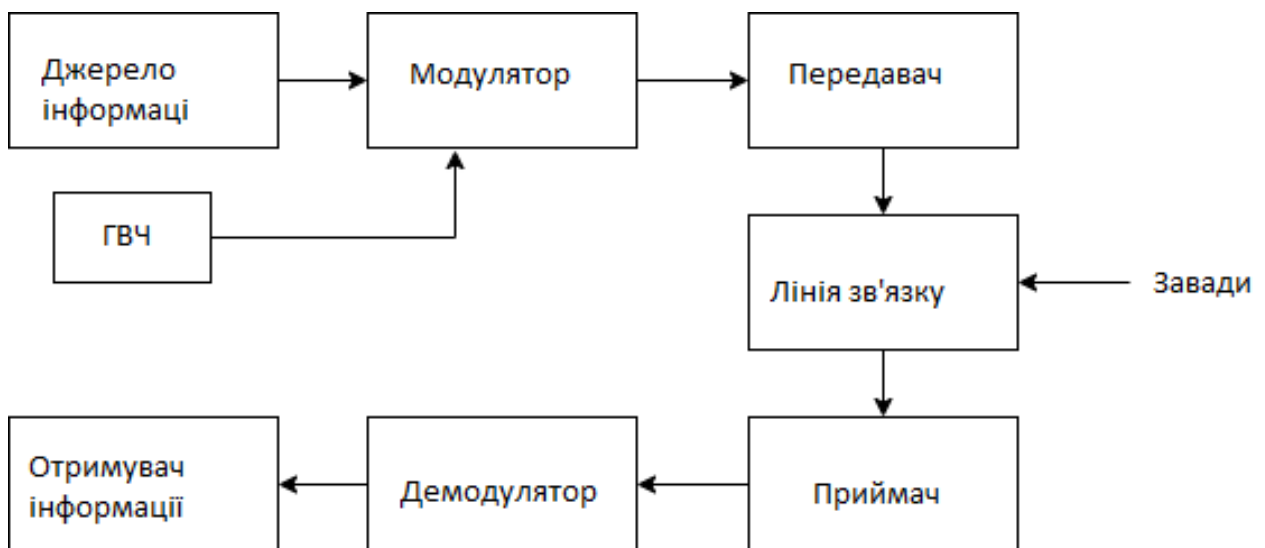 Джерело
інформаці
Модулятор
Передавач
ГВЧ
Лінія зв'язку
Завади
Отримувач
інформації
Демодулятор
Приймач